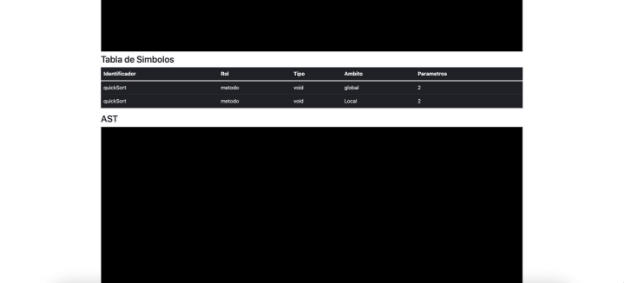 Tabla de Simbolos
Identificador Rol Tipo Ambito Parametros
quickSort metodo void global 2
quickSort metodo void Local 2
AST